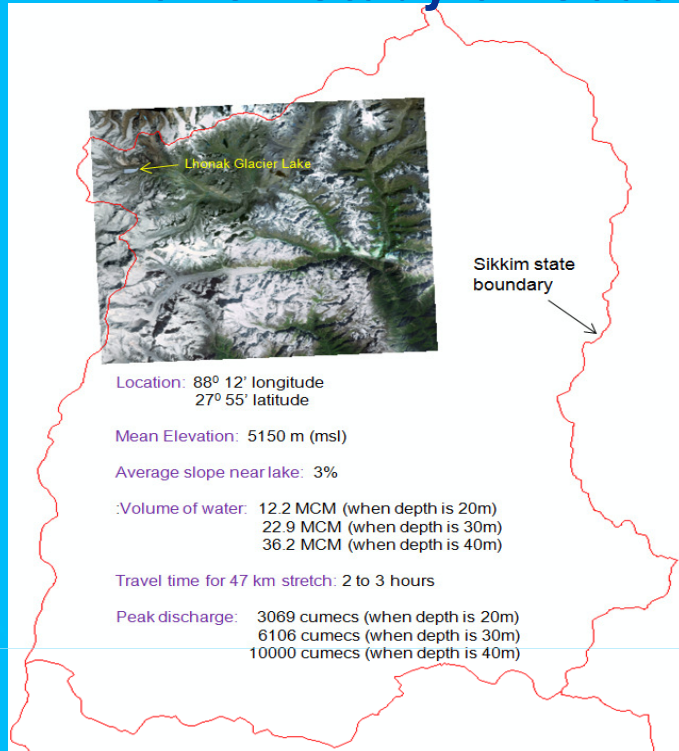 Lhonak Glacier Lake
Sikkim state
boundary
Location: 88⁰ 12’ longitude
27⁰ 55’ latitude
Mean Elevation: 5150 m (msl)
Average slope near lake: 3%
:Volume of water: 12.2 MCM (when depth is 20m)
22.9 MCM (when depth is 30m)
36.2 MCM (when depth is 40m)
Travel time for 47 km stretch: 2 to 3 hours
Peak discharge: 3069 cumecs (when depth is 20m)
6106 cumecs (when depth is 30m)
10000 cumecs (when depth is 40m)